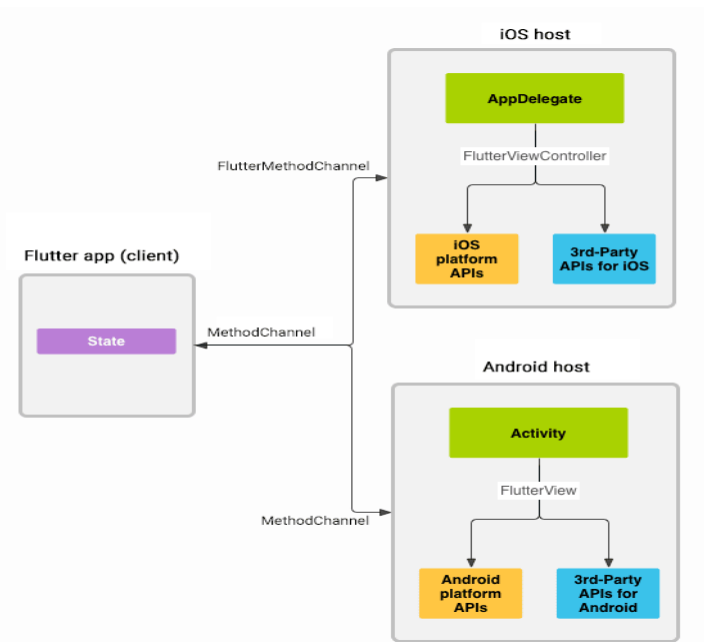 iOS host
AppDelegate
FlutterViewController
FlutterMethodChannel
iOS
platform
APIs
3rd-Party
APIs for iOS
Flutter app (client)
State
MethodChannel
Android host
Activity
FlutterView
MethodChannel
Android
platform
APIs
3rd-Party
APIs for
Android